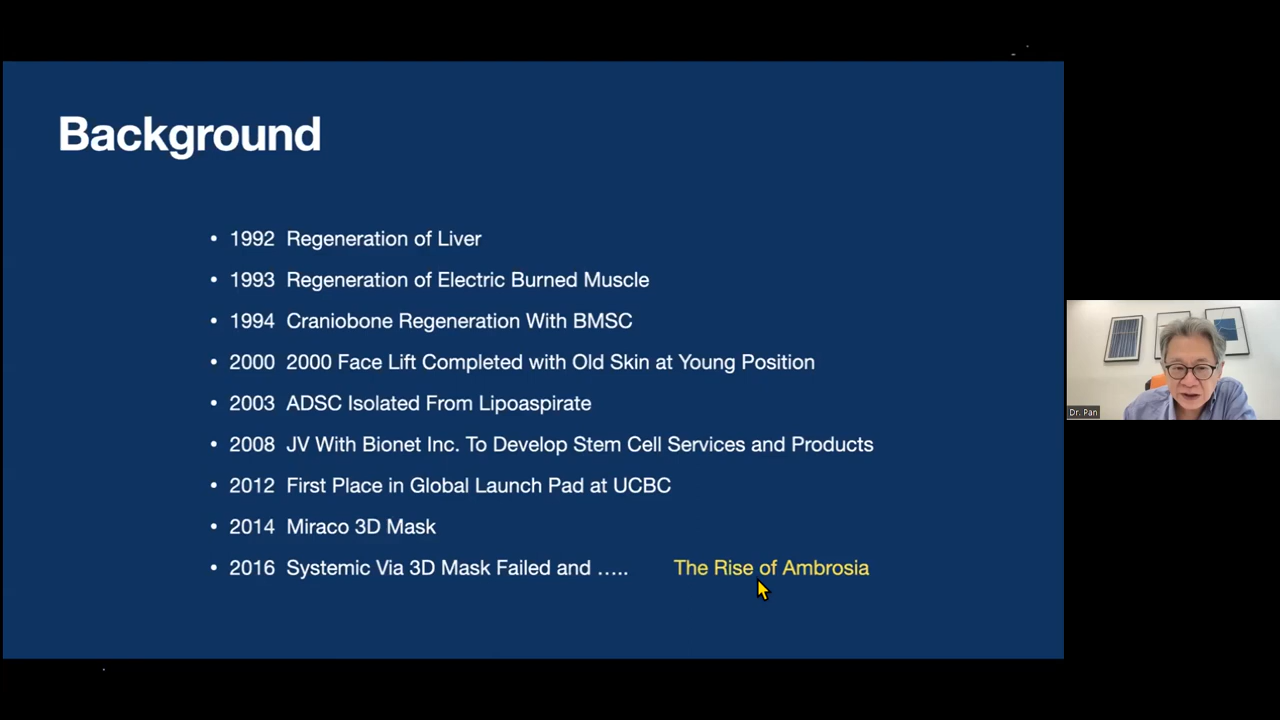 Background
• 1992 Regeneration of Liver
• 1993 Regeneration of Electric Burned Muscle
• 1994 Craniobone Regeneration With BMSC
• 2000 2000 Face Lift Completed with Old Skin at Young Position
• 2003 ADSC Isolated From Lipoaspirate
• 2008 JV With Bionet Inc. To Develop Stem Cell Services and Products
• 2012 First Place in Global Launch Pad at UCBC
• 2014 Miraco 3D Mask
• 2016 Systemic Via 3D Mask Failed and ….. The Rise of Ambrosia
Dr. Pan